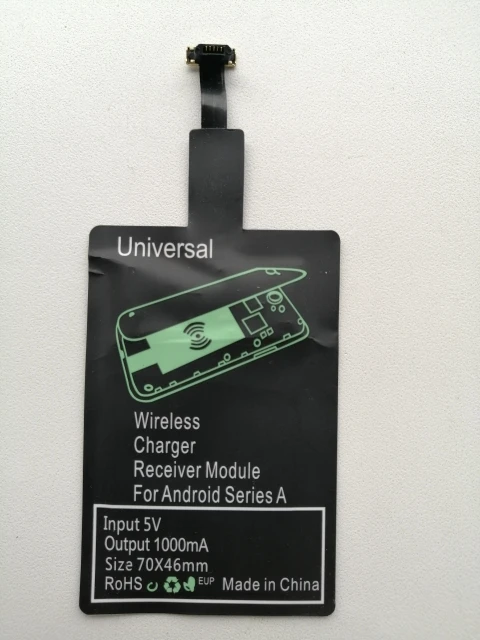 Universal
Wireless
Charger
Receiver Module
For Android Series A
Input 5V
Output 1000mA
Size 70X46mm
RoHS EUP Made in China